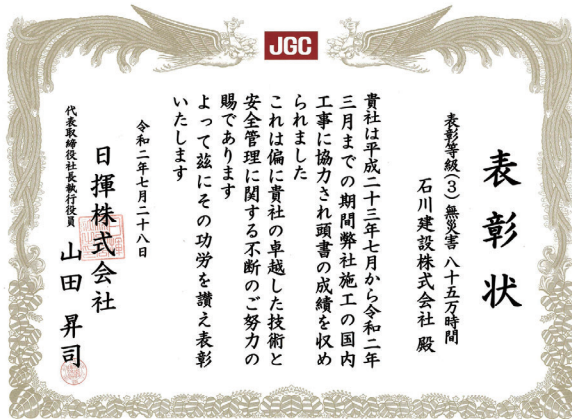 JGC
表彰状
表彰等級(3)無災害 八十五万時間
石川建設株式会社 殿
貴社は平成二十三年七月から令和二年
三月までの期間弊社施工の国内
工事に協力され頭書の成績を収め
られました
これは偏に貴社の卓越した技術と
安全管理に関する不断のご努力の
賜であります
よって茲にその功労を讃え表彰
いたします
令和二年七月二十八日
日揮株式会社
代表取締役社長執行役員 山田昇司